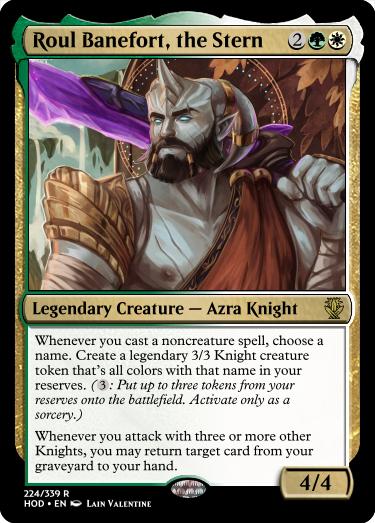 Roul Banefort, the Stern 2
Legendary Creature — Azra Knight
Whenever you cast a noncreature spell, choose a
name. Create a legendary 3/3 Knight creature
token that's all colors with that name in your
reserves. (3: Put up to three tokens from your
reserves onto the battlefield. Activate only as a
sorcery.)
Whenever you attack with three or more other
Knights, you may return target card from your
graveyard to your hand.
4/4
224/339 R
HOD • EN Lain Valentine